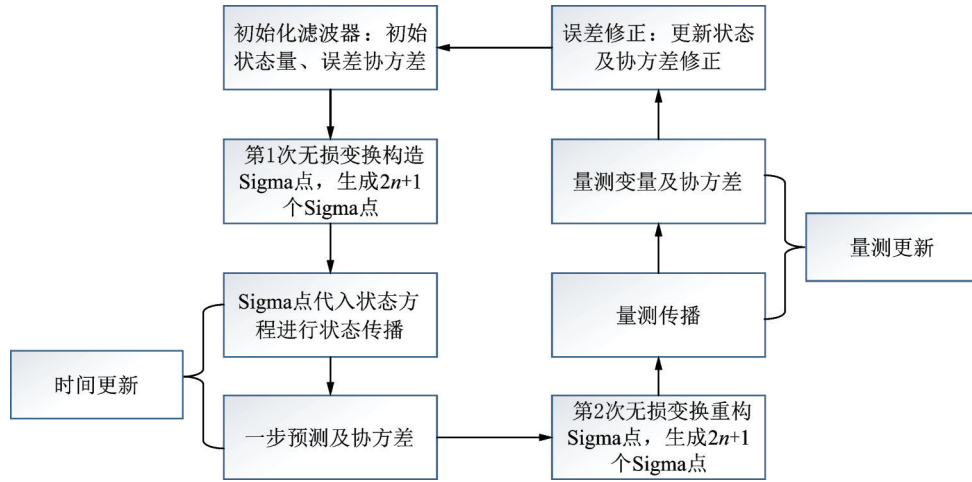 初始化滤波器：初始
状态量、误差协方差
第1次无损变换构造
Sigma点，生成2n+1
个Sigma点
Sigma点代入状态方
程进行状态传播
时间更新
一步预测及协方差
第2次无损变换重构
Sigma点，生成2n+1
个Sigma点
量测传播
量测变量及协方差
量测更新
误差修正：更新状态
及协方差修正